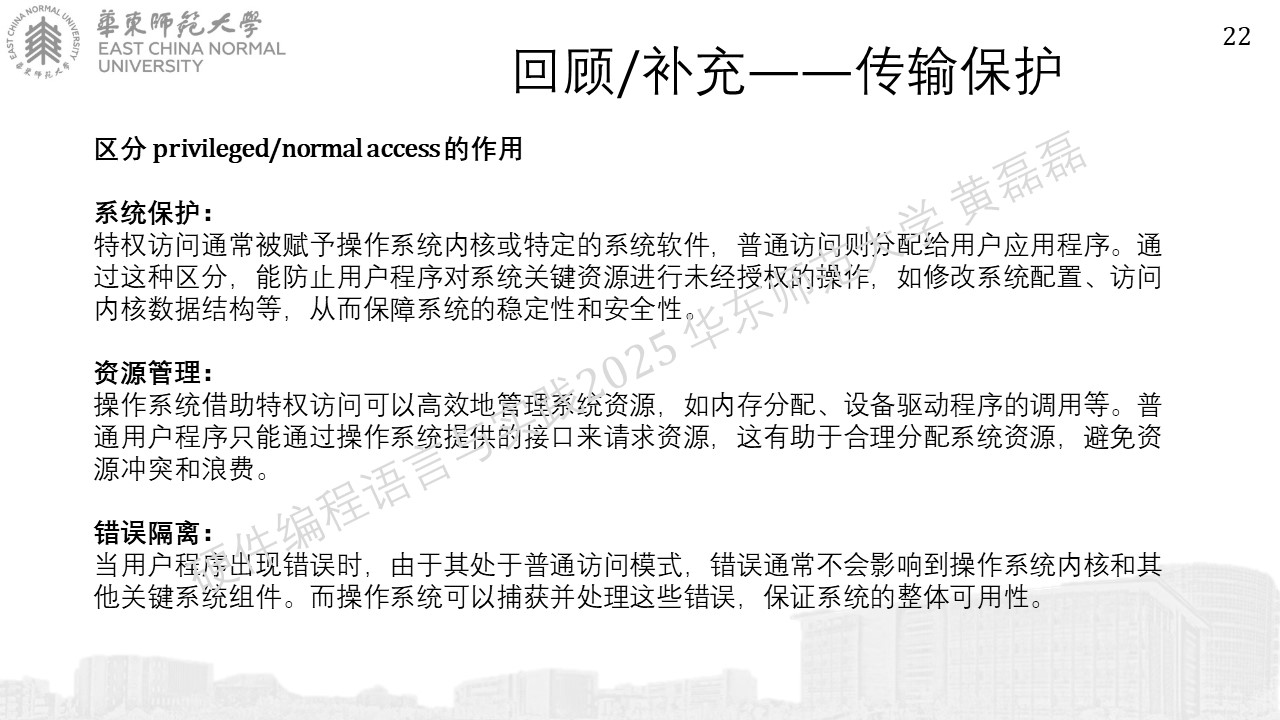 華東師範大學
EAST CHINA NORMAL
UNIVERSITY
EAST CHINA NORMAL UNIVERSITY
華東師範大學
22
回顾/补充——传输保护
区分 privileged/normal access的作用
系统保护：
特权访问通常被赋予操作系统内核或特定的系统软件，普通访问则分配给用户应用程序。通
过这种区分，能防止用户程序对系统关键资源进行未经授权的操作，如修改系统配置、访问
内核数据结构等，从而保障系统的稳定性和安全性。
资源管理：
操作系统借助特权访问可以高效地管理系统资源，如内存分配、设备驱动程序的调用等。普
通用户程序只能通过操作系统提供的接口来请求资源，这有助于合理分配系统资源，避免资
源冲突和浪费。
错误隔离：
当用户程序出现错误时，由于其处于普通访问模式，错误通常不会影响到操作系统内核和其
他关键系统组件。而操作系统可以捕获并处理这些错误，保证系统的整体可用性。
硬件编程语言与实践2025 华东师范大学 黄磊磊